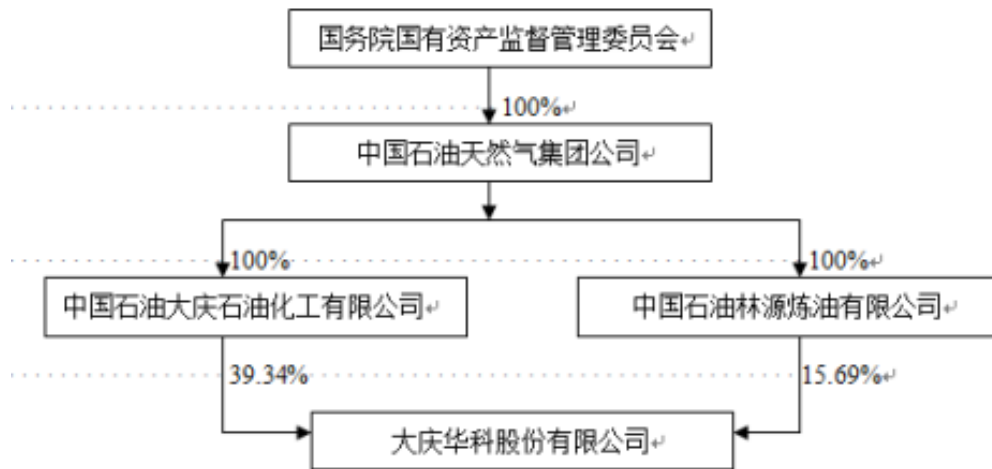 国务院国有资产监督管理委员会
100%
中国石油天然气集团公司
100% 100%
中国石油大庆石油化工有限公司 中国石油林源炼油有限公司
39.34% 15.69%
大庆华科股份有限公司